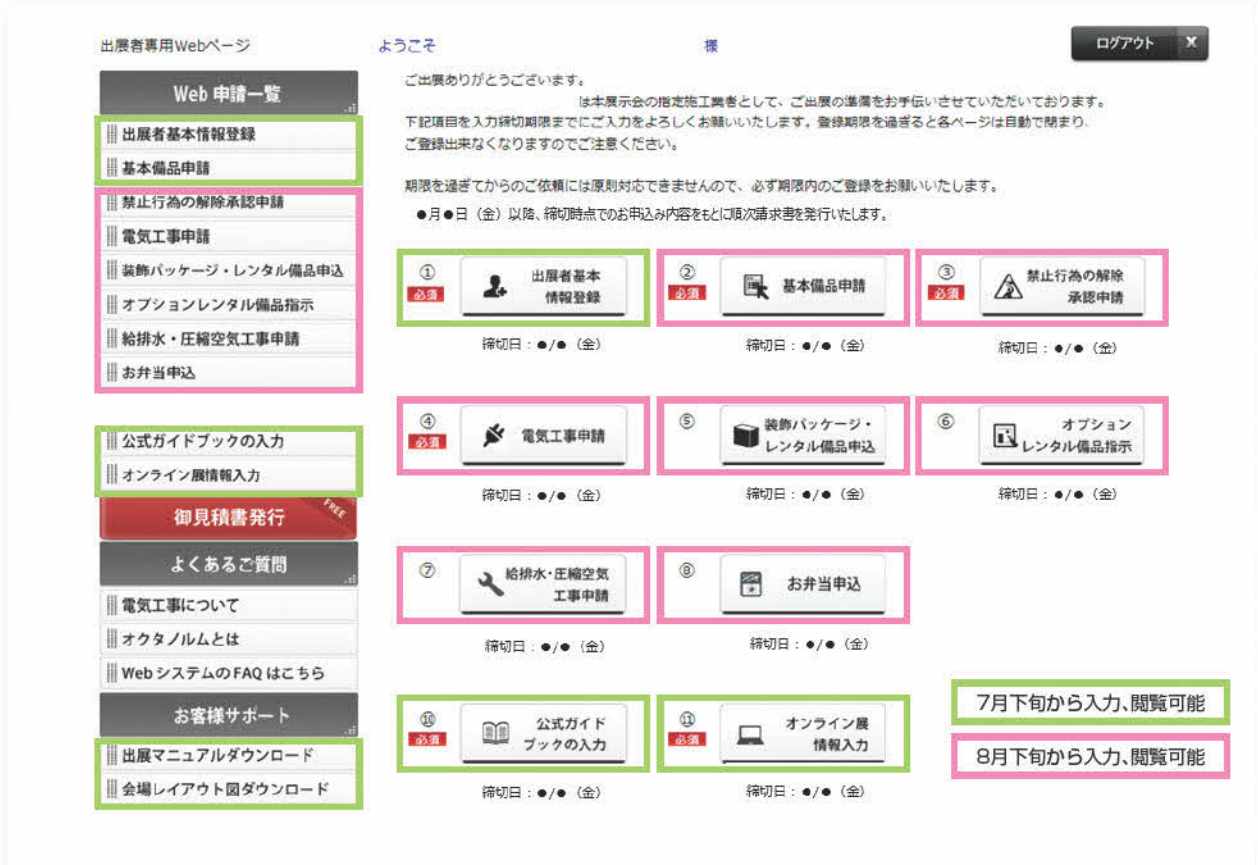 出展者専用Webページ
ようこそ 様
ログアウト X
Web 申請一覧
出展者基本情報登録
基本備品申請
禁止行為の解除承認申請
電気工事申請
装飾パッケージ・レンタル備品申込
オプションレンタル備品指示
給排水・圧縮空気工事申請
お弁当申込
公式ガイドブックの入力
オンライン展情報入力
御見積書発行 FREE
よくあるご質問
電気工事について
オクタノルムとは
Web システムの FAQ はこちら
お客様サポート
出展マニュアルダウンロード
会場レイアウト図ダウンロード
ご出展ありがとうございます。
は本展示会の指定施工業者として、ご出展の準備をお手伝いさせていただいております。
下記項目を入力締切期限までにご入力をよろしくお願いいたします。登録期限を過ぎると各ページは自動で閉まり、
ご登録出来なくなりますのでご注意ください。
期限を過ぎてからのご依頼には原則対応できませんので、必ず期限内のご登録をお願いいたします。
●月●日（金）以降、締切時点でのお申込み内容をもとに順次請求書を発行いたします。
① 必須 出展者基本
情報登録
締切日：●/●（金）
② 必須 基本備品申請
締切日：●/●（金）
③ 必須 禁止行為の解除
承認申請
締切日：●/●（金）
④ 必須 電気工事申請
締切日：●/●（金）
⑤ 装飾パッケージ・
レンタル備品申込
締切日：●/●（金）
⑥ オプション
レンタル備品指示
締切日：●/●（金）
⑦ 給排水・圧縮空気
工事申請
締切日：●/●（金）
⑧ お弁当申込
締切日：●/●（金）
⑩ 必須 公式ガイド
ブックの入力
締切日：●/●（金）
⑪ 必須 オンライン展
情報入力
締切日：●/●（金）
7月下旬から入力、閲覧可能
8月下旬から入力、閲覧可能